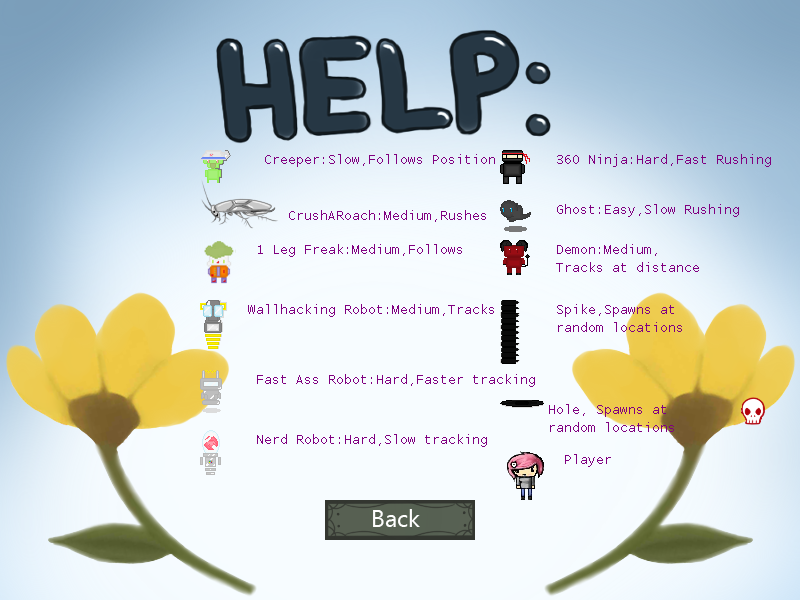 HELP:
Creeper:Slow,Follows Position
360 Ninja:Hard,Fast Rushing
CrushARoach:Medium,Rushes
Ghost:Easy,Slow Rushing
1 Leg Freak:Medium,Follows
Demon:Medium,
Tracks at distance
Wallhacking Robot:Medium,Tracks
Spike,Spawns at
random locations
Fast Ass Robot:Hard,Faster tracking
Hole, Spawns at
random locations
Nerd Robot:Hard,Slow tracking
Player
Back